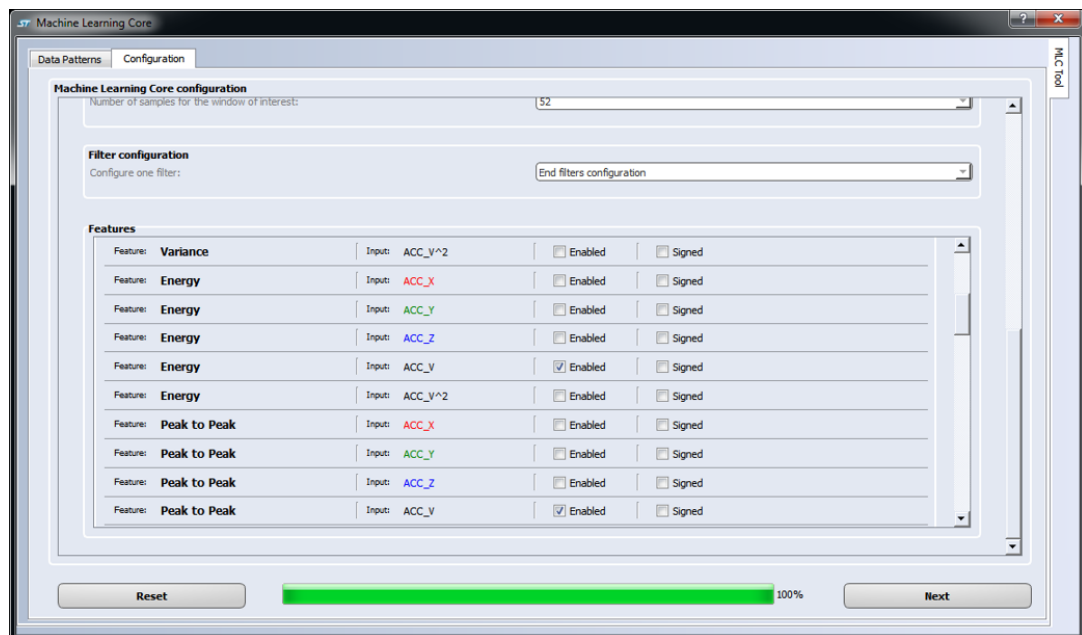 ST Machine Learning Core ? X
Data Patterns Configuration
MLC Tool
Machine Learning Core configuration
Number of samples for the window of interest: 52
Filter configuration
Configure one filter: End filters configuration
Features
Feature: Variance Input: ACC_V^2 Enabled Signed
Feature: Energy Input: ACC_X Enabled Signed
Feature: Energy Input: ACC_Y Enabled Signed
Feature: Energy Input: ACC_Z Enabled Signed
Feature: Energy Input: ACC_V Enabled Signed
Feature: Energy Input: ACC_V^2 Enabled Signed
Feature: Peak to Peak Input: ACC_X Enabled Signed
Feature: Peak to Peak Input: ACC_Y Enabled Signed
Feature: Peak to Peak Input: ACC_Z Enabled Signed
Feature: Peak to Peak Input: ACC_V Enabled Signed
Reset 100% Next